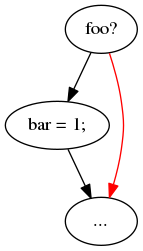 foo?
bar = 1;
...